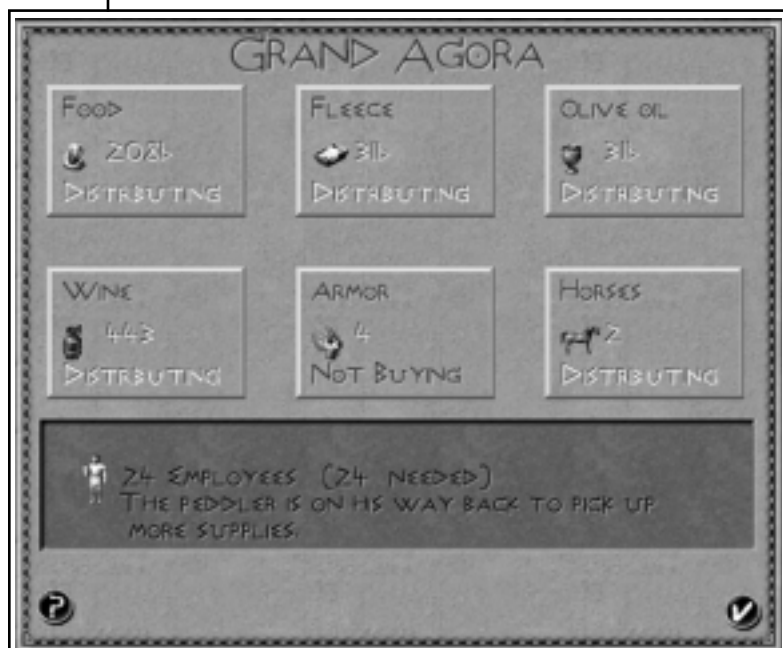 GRAND AGORA
FOOD
2086
DISTRIBUTING
FLEECE
316
DISTRIBUTING
OLIVE OIL
316
DISTRIBUTING
WINE
443
DISTRIBUTING
ARMOR
4
NOT BUYING
HORSES
2
DISTRIBUTING
24 EMPLOYEES (24 NEEDED)
THE PEDDLER IS ON HIS WAY BACK TO PICK UP
MORE SUPPLIES.
?